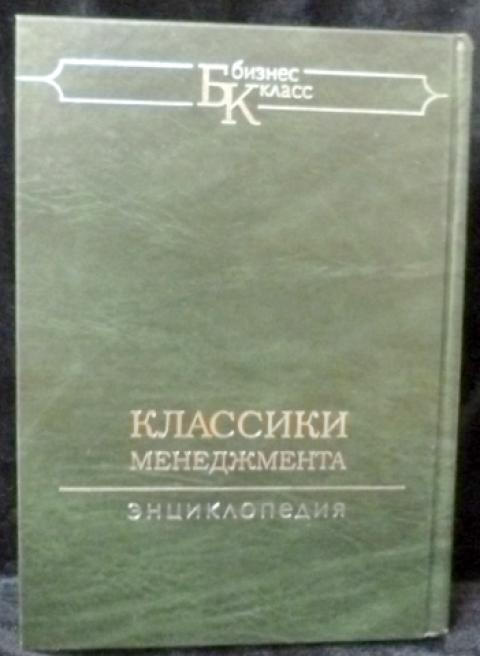 БК
бизнес
класс
КЛАССИКИ
МЕНЕДЖМЕНТА
энциклопедия